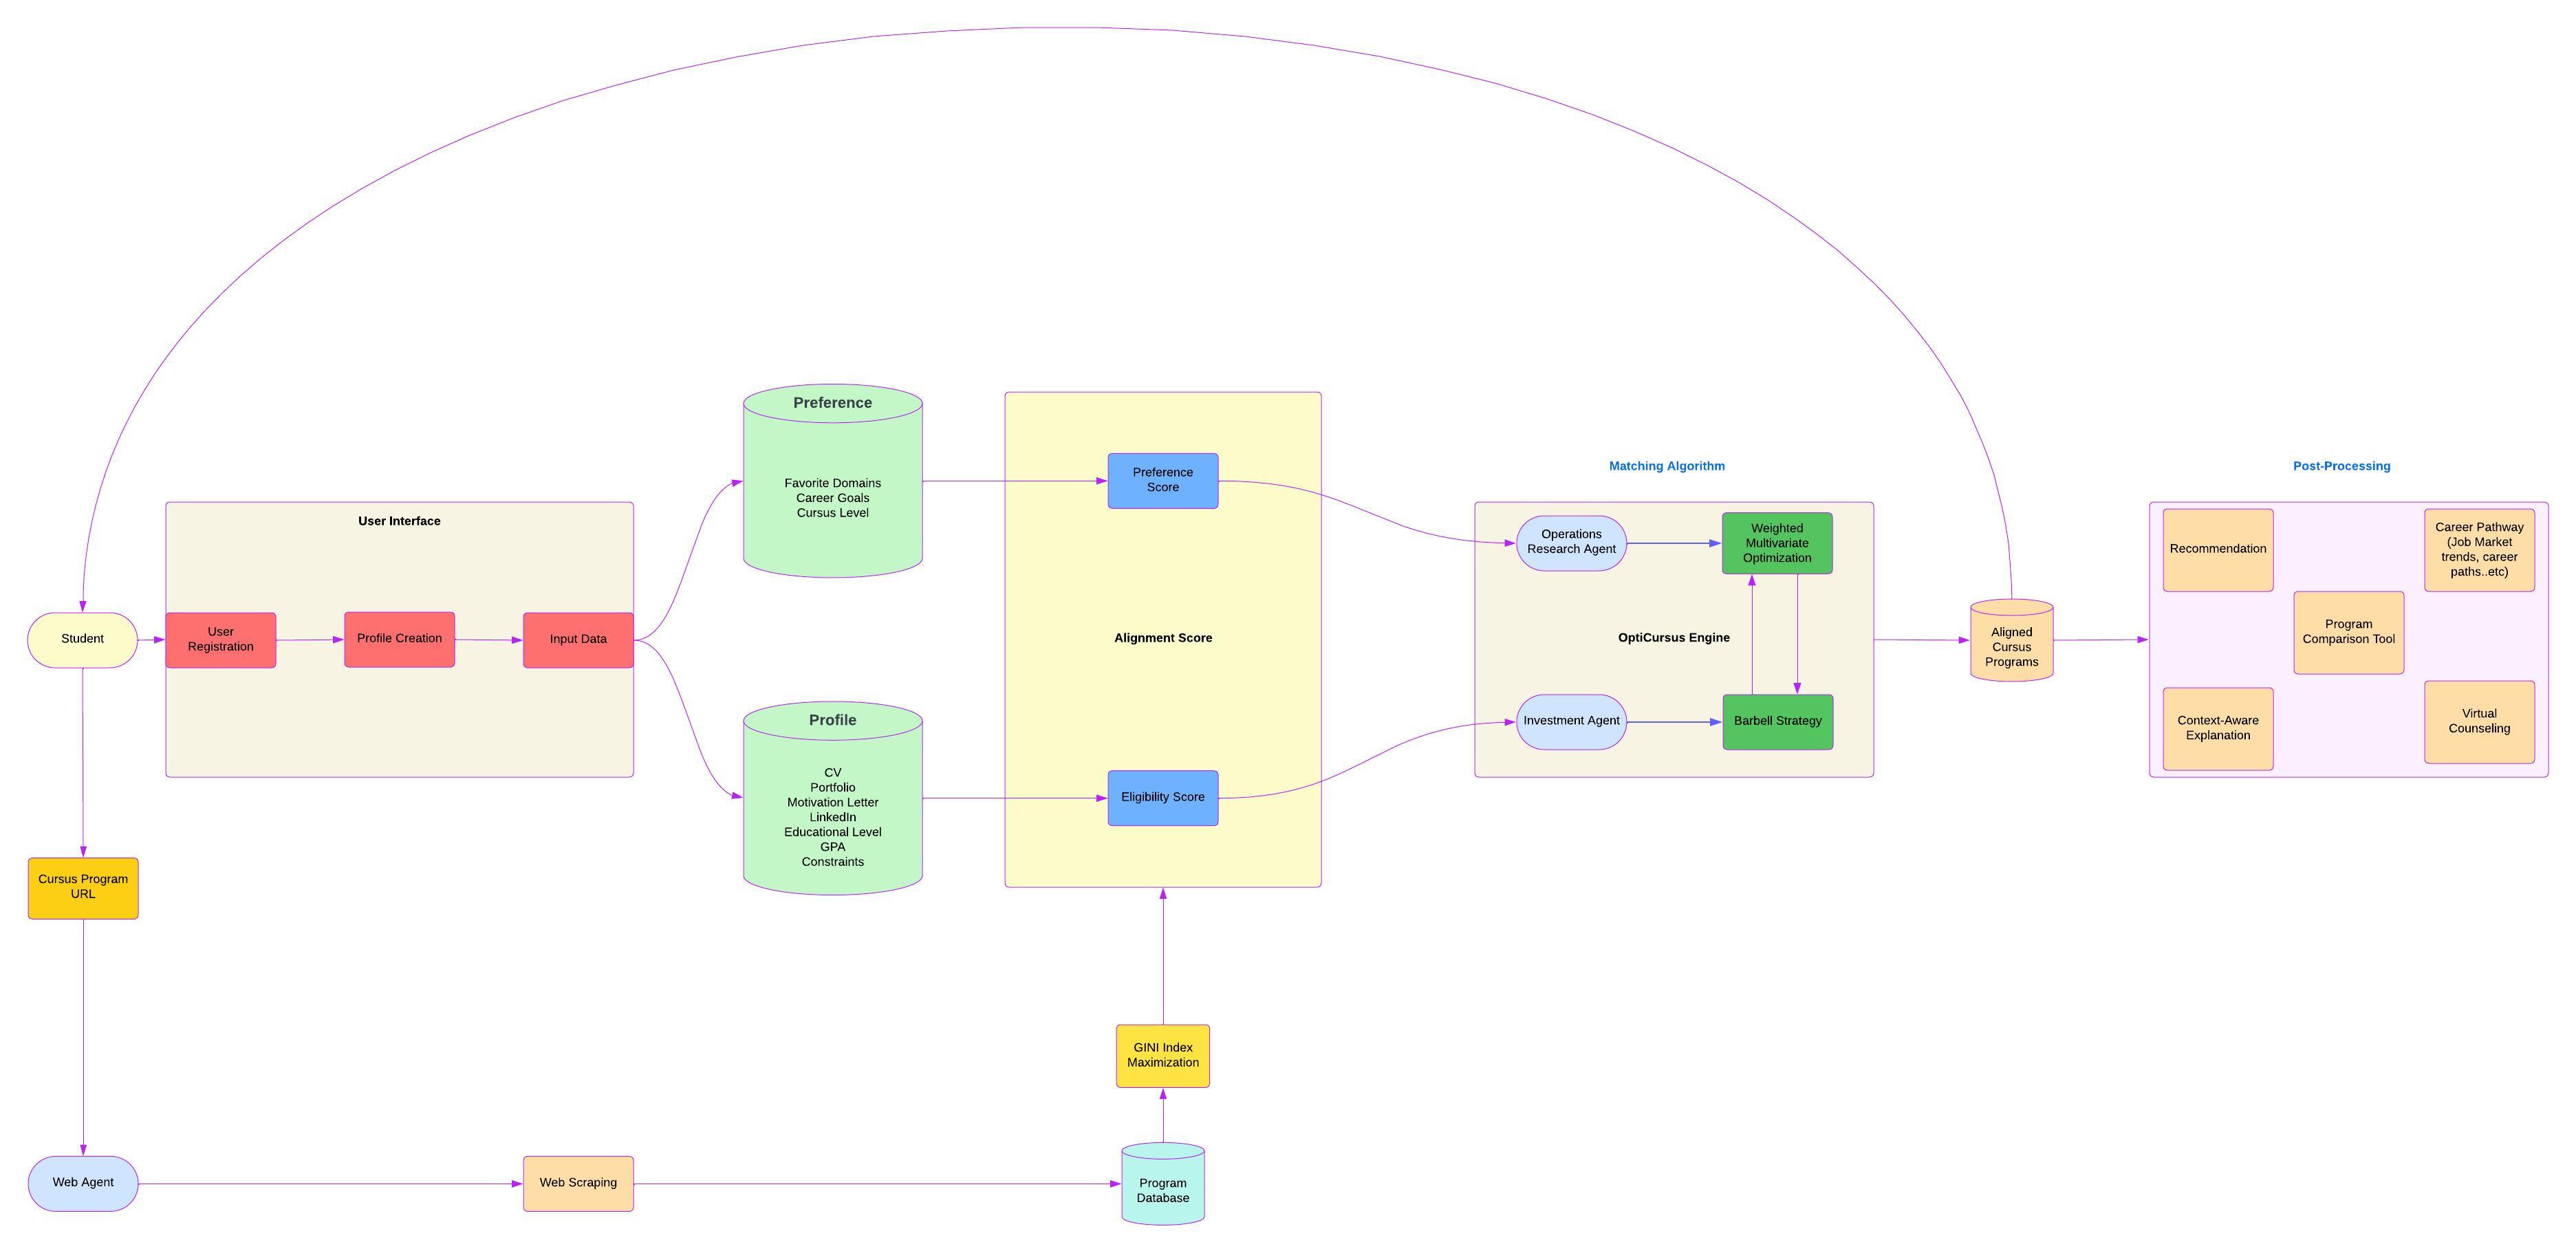 Preference
Favorite Domains
Career Goals
Cursus Level
Preference
Score
Matching Algorithm
Post-Processing
User Interface
Operations
Research Agent
Weighted
Multivariate
Optimization
Recommendation
Career Pathway
(Job Market
trends, career
paths..etc)
Student
User
Registration
Profile Creation
Input Data
Alignment Score
OptiCursus Engine
Aligned
Cursus
Programs
Program
Comparison Tool
Profile
CV
Portfolio
Motivation Letter
LinkedIn
Educational Level
GPA
Constraints
Eligibility Score
Investment Agent
Barbell Strategy
Context-Aware
Explanation
Virtual
Counseling
Cursus Program
URL
GINI Index
Maximization
Web Agent
Web Scraping
Program
Database